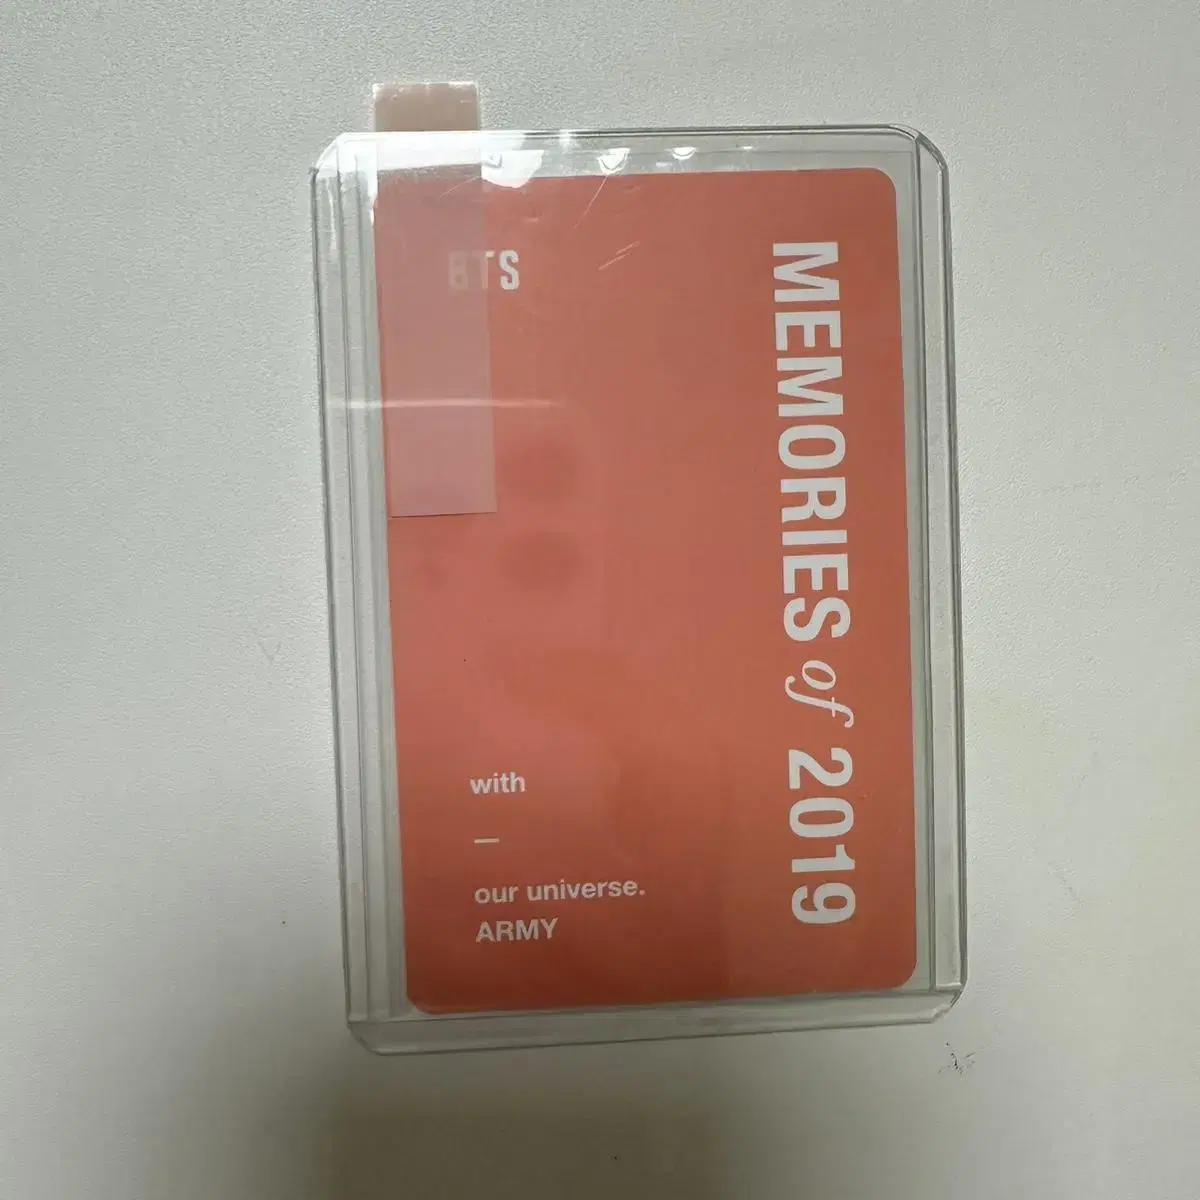 BTS
MEMORIES of 2019
with
—
our universe.
ARMY